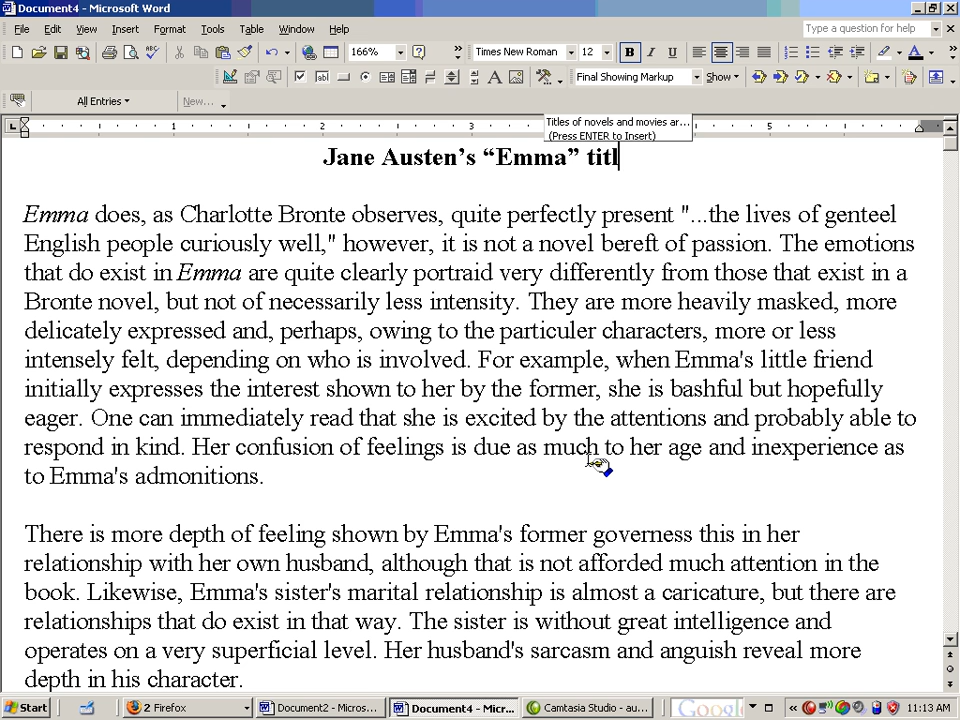 Document4 - Microsoft Word
File Edit View Insert Format Tools Table Window Help
Type a question for help
166% Times New Roman 12 B I U
Final Showing Markup Show
All Entries New...
Titles of novels and movies ar...
(Press ENTER to Insert)
1 2 3 5
Jane Austen’s “Emma” titl
Emma does, as Charlotte Bronte observes, quite perfectly present "...the lives of genteel
English people curiously well," however, it is not a novel bereft of passion. The emotions
that do exist in Emma are quite clearly portraid very differently from those that exist in a
Bronte novel, but not of necessarily less intensity. They are more heavily masked, more
delicately expressed and, perhaps, owing to the particuler characters, more or less
intensely felt, depending on who is involved. For example, when Emma's little friend
initially expresses the interest shown to her by the former, she is bashful but hopefully
eager. One can immediately read that she is excited by the attentions and probably able to
respond in kind. Her confusion of feelings is due as much to her age and inexperience as
to Emma's admonitions.
There is more depth of feeling shown by Emma's former governess this in her
relationship with her own husband, although that is not afforded much attention in the
book. Likewise, Emma's sister's marital relationship is almost a caricature, but there are
relationships that do exist in that way. The sister is without great intelligence and
operates on a very superficial level. Her husband's sarcasm and anguish reveal more
depth in his character.
Start 2 Firefox Document2 - Microsoft... Document4 - Micr... Camtasia Studio - au... Google 11:13 AM